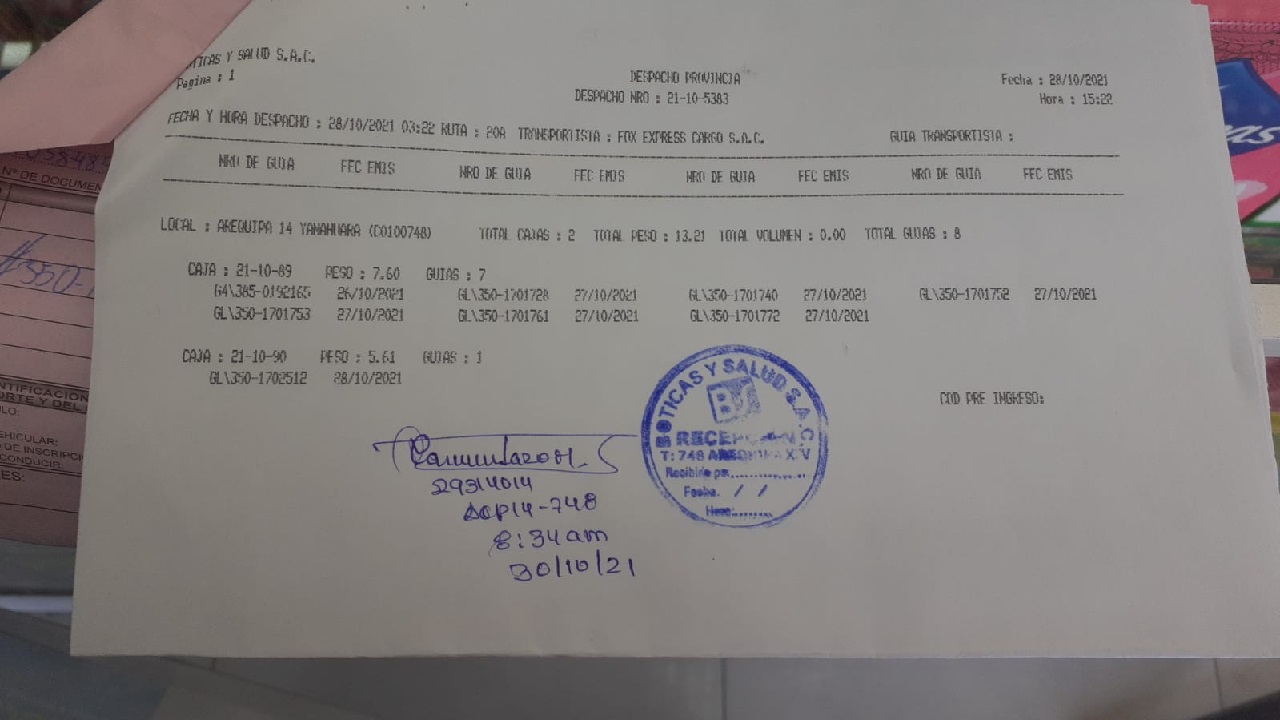 TICAS Y SALUD S.A.C.
Pagina : 1
DESPACHO PROVINCIA
DESPACHO NRO : 21-10-5383
Fecha : 28/10/2021
Hora : 15:22
FECHA Y HORA DESPACHO : 28/10/2021 03:22 RUTA : 20A TRANSPORTISTA : FOX EXPRESS CARGO S.A.C. GUIA TRANSPORTISTA :
NRO DE GUIA FEC EMIS NRO DE GUIA FEC EMIS NRO DE GUIA FEC EMIS NRO DE GUIA FEC EMIS
LOCAL : AREQUIPA 14 YANAHUARA (C0100748) TOTAL CAJAS : 2 TOTAL PESO : 13.21 TOTAL VOLUMEN : 0.00 TOTAL GUIAS : 8
CAJA : 21-10-89 PESO : 7.60 GUIAS : 7
G4\385-0192165 26/10/2021 GL\350-1701728 27/10/2021 GL\350-1701740 27/10/2021 GL\350-1701752 27/10/2021
GL\350-1701753 27/10/2021 GL\350-1701761 27/10/2021 GL\350-1701772 27/10/2021
CAJA : 21-10-90 PESO : 5.61 GUIAS : 1
GL\350-1702512 28/10/2021
COD PRE INGRESO:
BOTICAS Y SALUD S.A.C.
RECEPCION
T: 748 AREQUIPA XIV
Recibido por
Fecha. / /
Hora:
29314014
AQP14-748
8:34am
30/10/21
Nº DE DOCUMEN